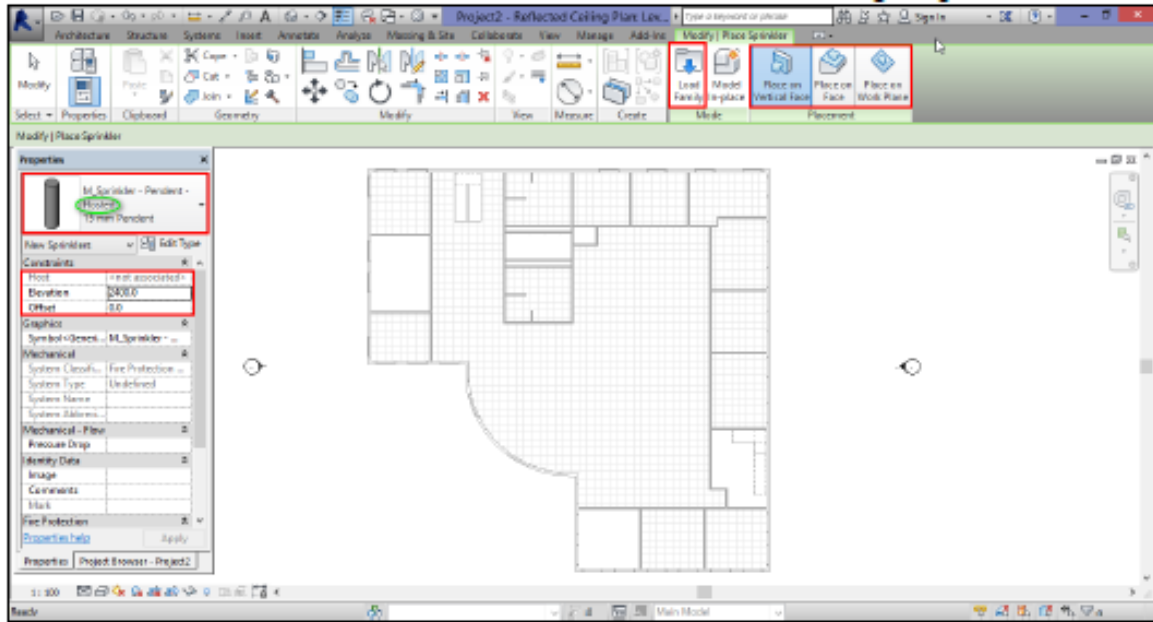 Project2 - Reflected Ceiling Plan: Lev...
Type a keyword or phrase
Sign In
Architecture Structure Systems Insert Annotate Analyze Massing & Site Collaborate View Manage Add-Ins Modify | Place Sprinkler
Modify
Paste
Cope
Cut
Join
Load Family
Model In-place
Place on Vertical Face
Place on Face
Place on Work Plane
Select Properties Clipboard Geometry Modify View Measure Create Mode Placement
Modify | Place Sprinkler
Properties
M_Sprinkler - Pendent -
Hosted
15 mm Pendent
New Sprinklers Edit Type
Constraints
Host <not associated>
Elevation 2400.0
Offset 0.0
Graphics
Symbol<Generi... M_Sprinkler - ...
Mechanical
System Classifi... Fire Protection ...
System Type Undefined
System Name
System Abbrevi...
Mechanical - Flow
Pressure Drop
Identity Data
Image
Comments
Mark
Fire Protection
Properties help Apply
Properties Project Browser - Project2
1 : 100
Ready
Main Model